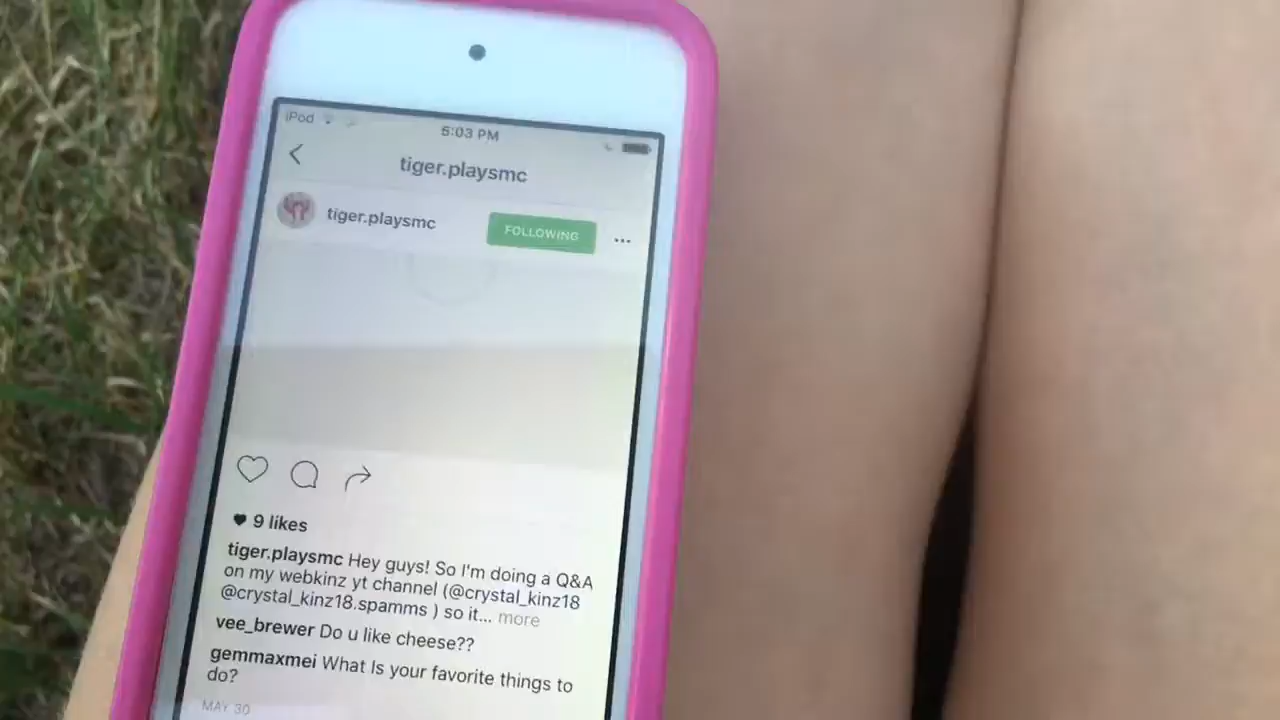 iPod
6:03 PM
tiger.playsmc
tiger.playsmc
FOLLOWING
9 likes
tiger.playsmc Hey guys! So I'm doing a Q&A
on my webkinz yt channel (@crystal_kinz18
@crystal_kinz18.spamms ) so it... more
vee_brewer Do u like cheese??
gemmaxmei What Is your favorite things to
do?
MAY 30